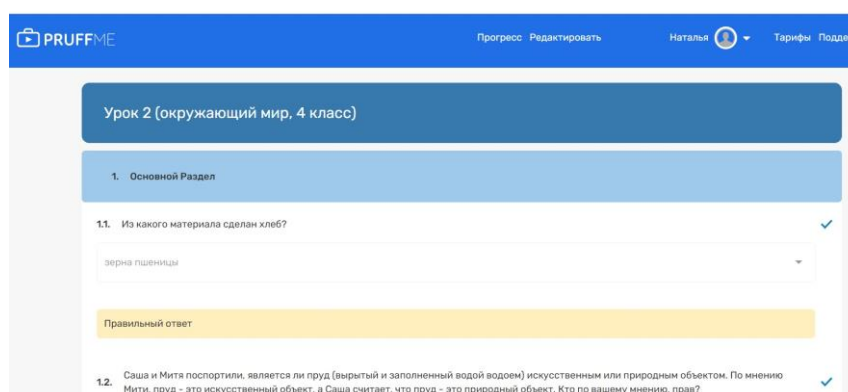 PRUFFME
Прогресс Редактировать Наталья Тарифы Подде
Урок 2 (окружающий мир, 4 класс)
1. Основной Раздел
1.1. Из какого материала сделан хлеб?
зерна пшеницы
Правильный ответ
1.2. Саша и Митя поспортили, является ли пруд (вырытый и заполненный водой водоем) искусственным или природным объектом. По мнению
Мити, пруд - это искусственный объект, а Саша считает, что пруд - это природный объект. Кто по вашему мнению, прав?